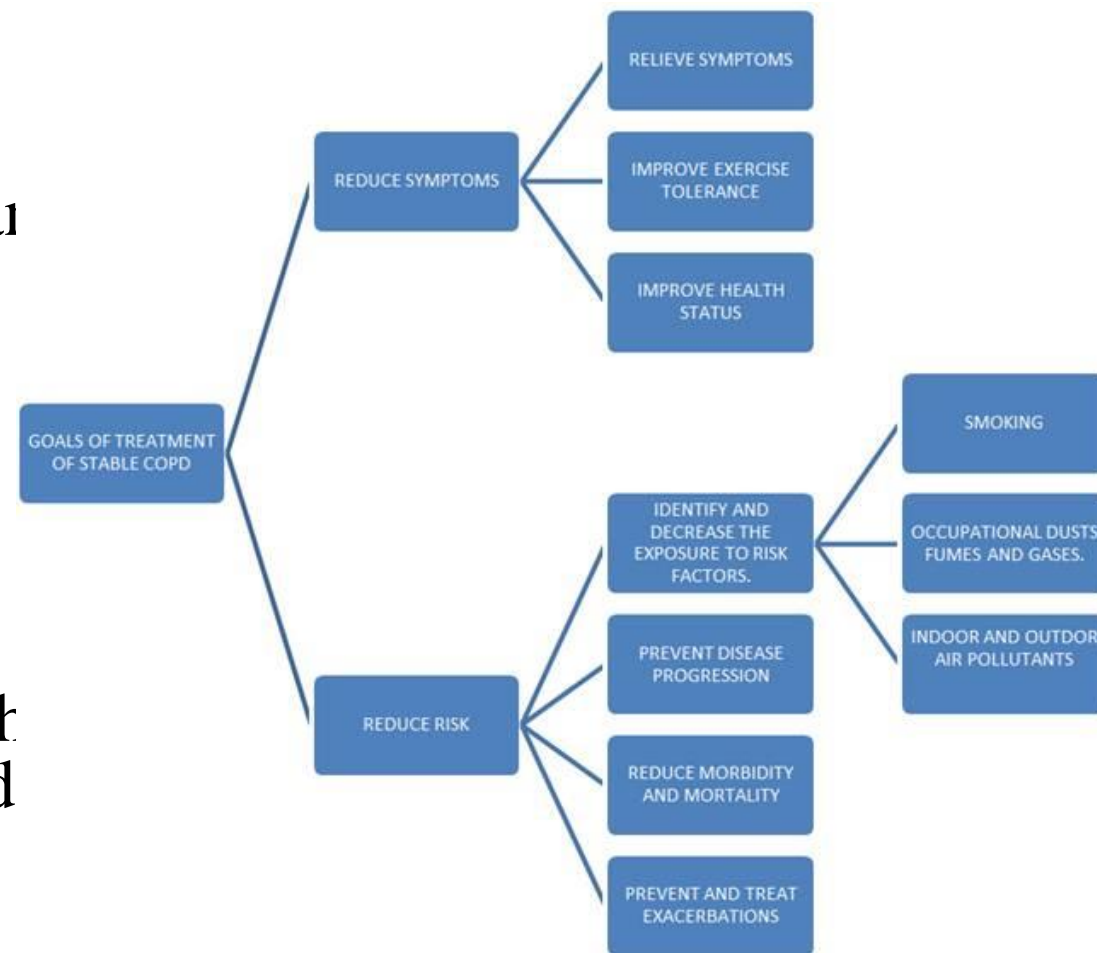 RELIEVE SYMPTOMS
REDUCE SYMPTOMS
IMPROVE EXERCISE
TOLERANCE
IMPROVE HEALTH
STATUS
GOALS OF TREATMENT
OF STABLE COPD
SMOKING
IDENTIFY AND
DECREASE THE
EXPOSURE TO RISK
FACTORS.
OCCUPATIONAL DUSTS
FUMES AND GASES.
INDOOR AND OUTDOR
AIR POLLUTANTS
PREVENT DISEASE
PROGRESSION
REDUCE RISK
REDUCE MORBIDITY
AND MORTALITY
PREVENT AND TREAT
EXACERBATIONS